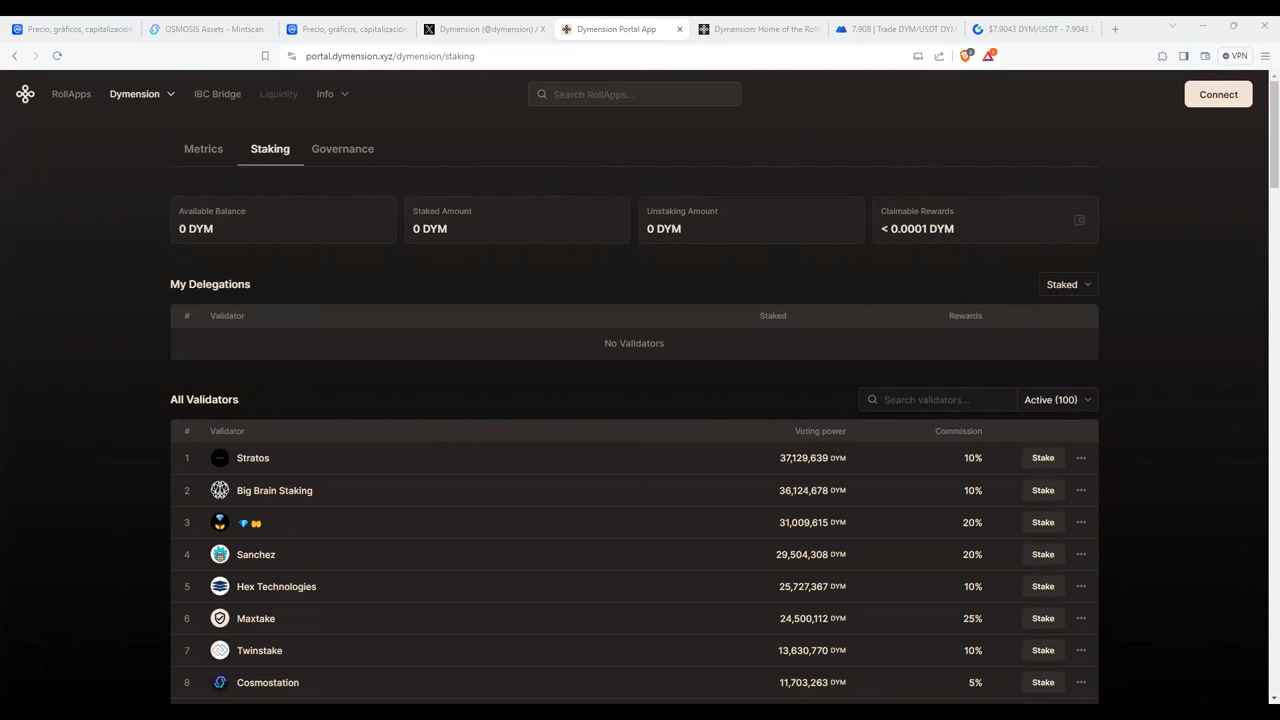 Precio, gráficos, capitalización
OSMOSIS Assets - Mintscan
Precio, gráficos, capitalización
Dymension (@dymension) / X
Dymension Portal App
Dymension: Home of the Roll
7.908 | Trade DYM/USDT DYM
$7.9043 DYM/USDT - 7.9043
portal.dymension.xyz/dymension/staking
VPN
RollApps
Dymension
IBC Bridge
Liquidity
Info
Search RollApps...
Connect
Metrics
Staking
Governance
Available Balance
0 DYM
Staked Amount
0 DYM
Unstaking Amount
0 DYM
Claimable Rewards
< 0.0001 DYM
My Delegations
Staked
# Validator Staked Rewards
No Validators
All Validators
Search validators...
Active (100)
# Validator Voting power Commission
1 Stratos 37,129,639 DYM 10% Stake
2 Big Brain Staking 36,124,678 DYM 10% Stake
3 💎👐 31,009,615 DYM 20% Stake
4 Sanchez 29,504,308 DYM 20% Stake
5 Hex Technologies 25,727,367 DYM 10% Stake
6 Maxtake 24,500,112 DYM 25% Stake
7 Twinstake 13,630,770 DYM 10% Stake
8 Cosmostation 11,703,263 DYM 5% Stake